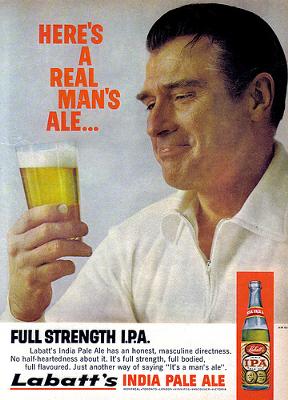 HERE'S
A
REAL
MAN'S
ALE...
FULL STRENGTH I.P.A.
Labatt's India Pale Ale has an honest, masculine directness.
No half-heartedness about it. It's full strength, full bodied,
full flavoured. Just another way of saying "It's a man's ale".
Labatt's INDIA PALE ALE
Labatt's
IPA